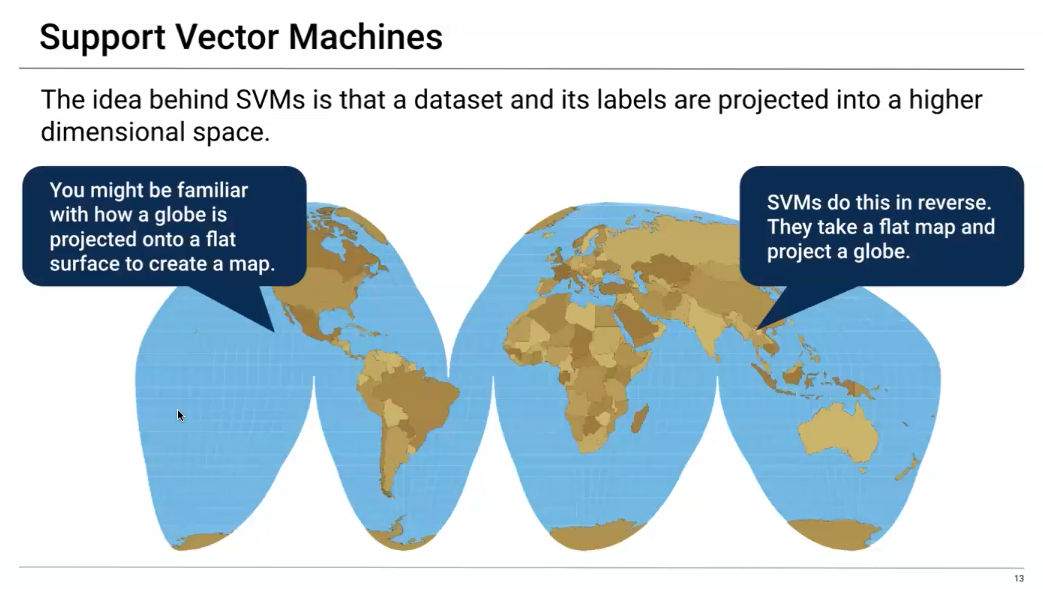 Support Vector Machines
The idea behind SVMs is that a dataset and its labels are projected into a higher
dimensional space.
You might be familiar
with how a globe is
projected onto a flat
surface to create a map.
SVMs do this in reverse.
They take a flat map and
project a globe.
13